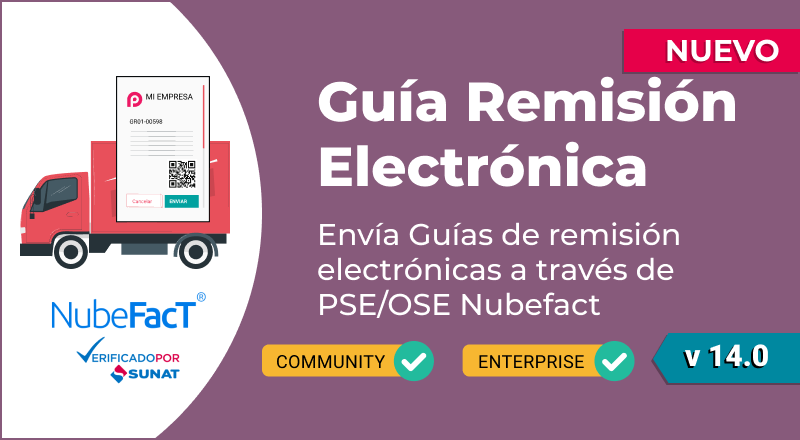 NUEVO
Guía Remisión
Electrónica
Envía Guías de remisión
electrónicas a través de
PSE/OSE Nubefact
COMMUNITY
ENTERPRISE
v 14.0
MI EMPRESA
GR01-00598
Cancelar
ENVIAR
NubeFacT®
VERIFICADOPOR
SUNAT